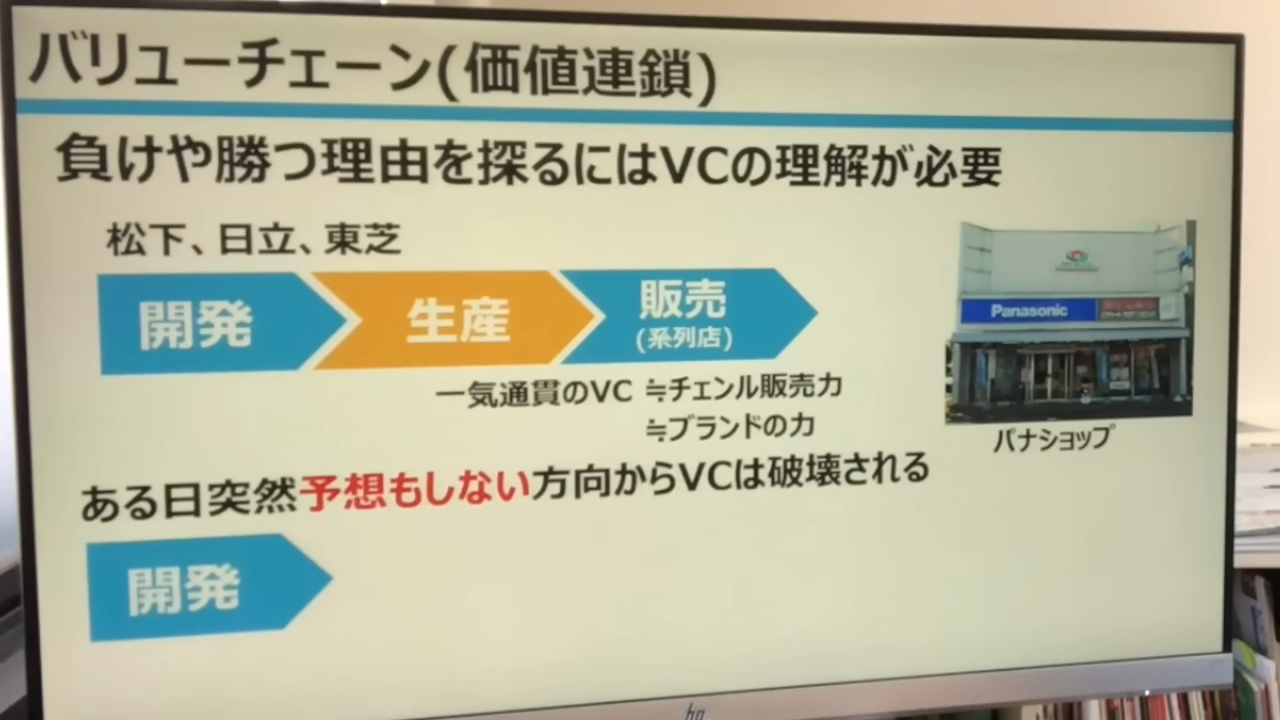 バリューチェーン(価値連鎖)
負けや勝つ理由を探るにはVCの理解が必要
松下、日立、東芝
開発
生産
販売
(系列店)
Panasonic
一気通貫のVC ≒チェンル販売力
≒ブランドの力
パナショップ
ある日突然予想もしない方向からVCは破壊される
開発
hp